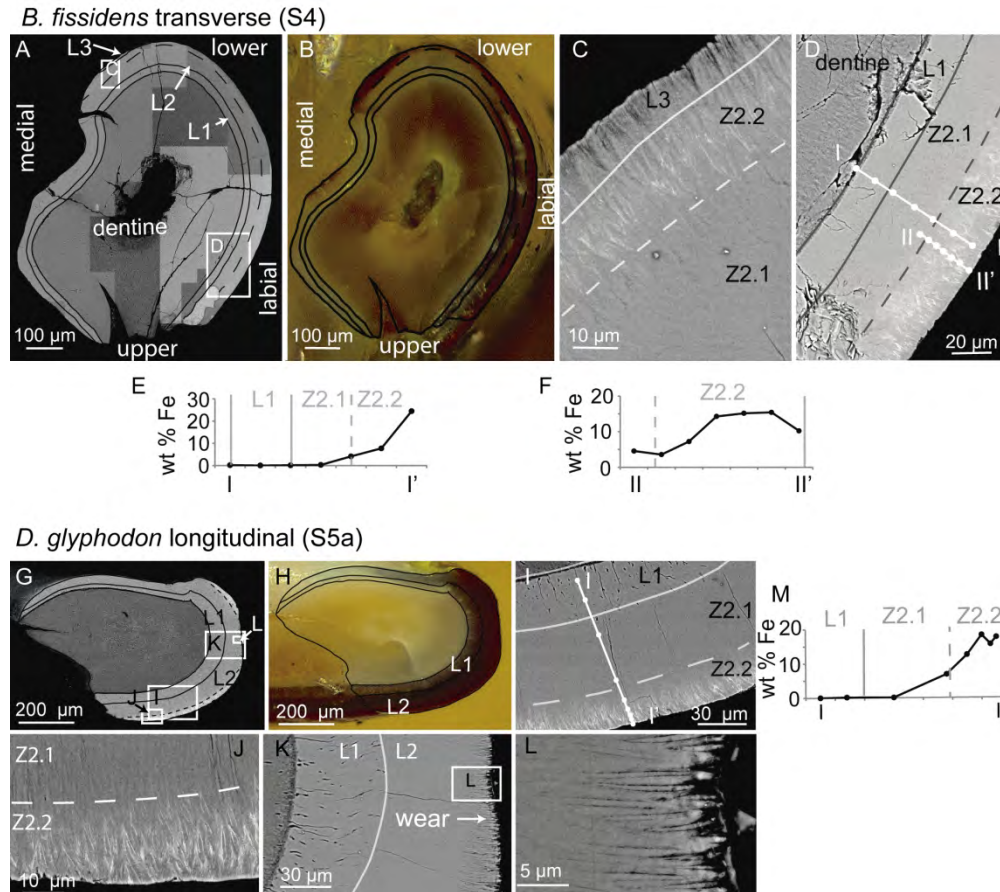 B. fissidens transverse (S4)
A
L3
lower
C
L2
L1
medial
dentine
D
labial
upper
100 µm
B
lower
medial
labial
upper
100 µm
C
L3
Z2.2
Z2.1
10 µm
D
dentine
L1
Z2.1
I
Z2.2
II
II'
20 µm
E
wt % Fe
30
20
10
0
L1
Z2.1
Z2.2
I
I'
F
wt % Fe
20
10
0
Z2.2
II
II'
D. glyphodon longitudinal (S5a)
G
L1
L
K
L2
200 µm
H
L1
L2
200 µm
I
I
L1
Z2.1
Z2.2
I'
30 µm
M
wt % Fe
20
10
0
L1
Z2.1
Z2.2
I
J
Z2.1
Z2.2
10 µm
K
L1
L2
L
wear
30 µm
L
5 µm